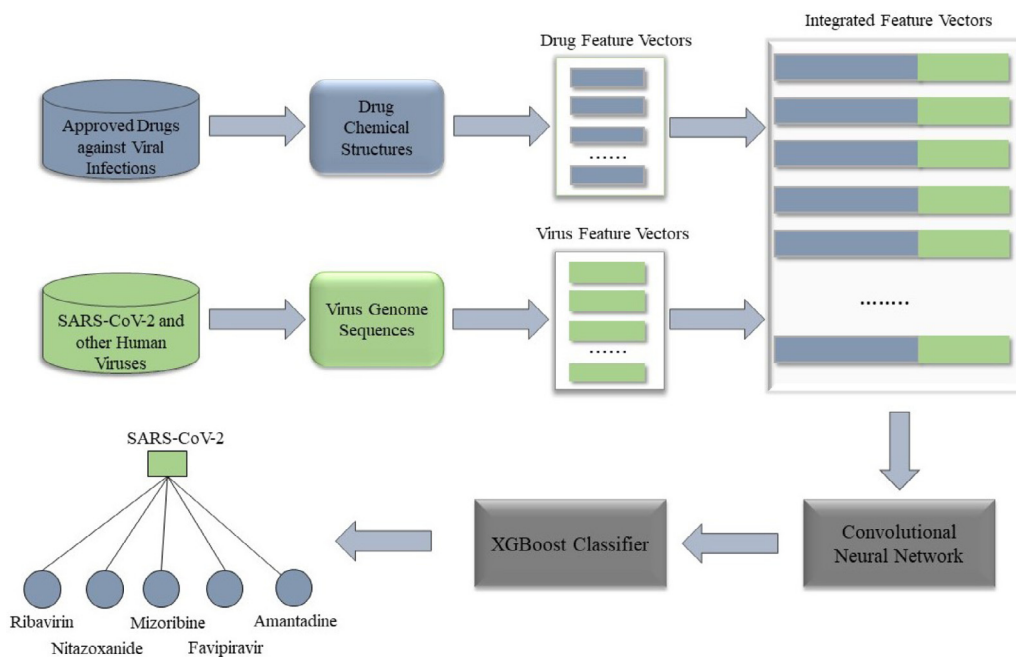 Integrated Feature Vectors
Drug Feature Vectors
Approved Drugs
against Viral
Infections
Drug
Chemical
Structures
......
Virus Feature Vectors
SARS-CoV-2 and
other Human
Viruses
Virus Genome
Sequences
......
........
SARS-CoV-2
XGBoost Classifier
Convolutional
Neural Network
Ribavirin
Nitazoxanide
Mizoribine
Favipiravir
Amantadine